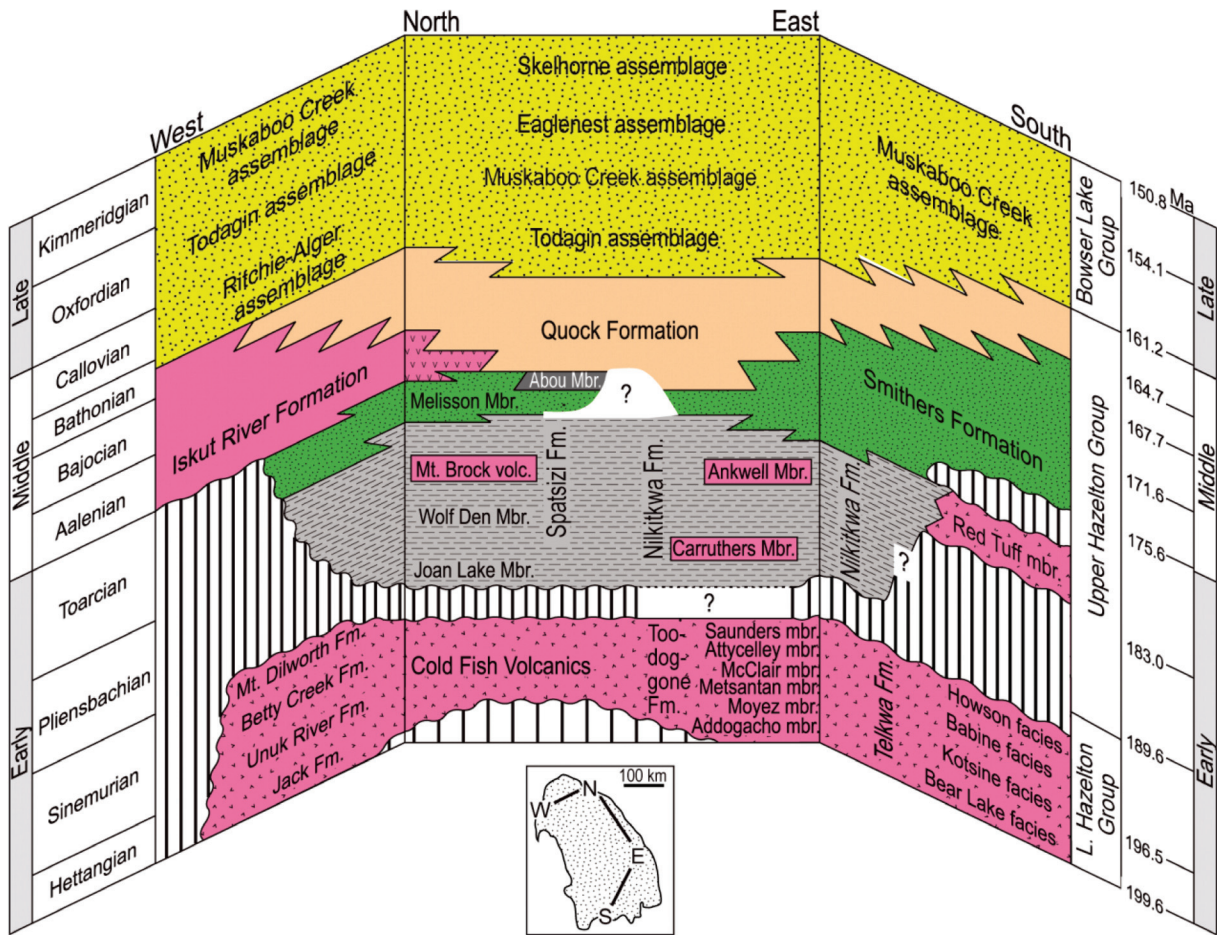 North
East
West
South
Skelhorne assemblage
Eaglenest assemblage
Muskaboo Creek assemblage
Todagin assemblage
Muskaboo Creek
assemblage
Todagin assemblage
Ritchie-Alger
assemblage
Muskaboo Creek
assemblage
Quock Formation
Iskut River Formation
Abou Mbr.
?
Melisson Mbr.
Smithers Formation
Mt. Brock volc.
Spatsizi Fm.
Nilkitkwa Fm.
Ankwell Mbr.
Nikitkwa Fm.
Wolf Den Mbr.
Carruthers Mbr.
Joan Lake Mbr.
Red Tuff mbr.
?
?
Mt. Dilworth Fm.
Betty Creek Fm.
Unuk River Fm.
Jack Fm.
Cold Fish Volcanics
Too-
dog-
gone
Fm.
Saunders mbr.
Attycelley mbr.
McClair mbr.
Metsantan mbr.
Moyez mbr.
Addogacho mbr.
Telkwa Fm.
Howson facies
Babine facies
Kotsine facies
Bear Lake facies
Late
Middle
Early
Kimmeridgian
Oxfordian
Callovian
Bathonian
Bajocian
Aalenian
Toarcian
Pliensbachian
Sinemurian
Hettangian
Bowser Lake
Group
Upper Hazelton Group
L. Hazelton
Group
150.8 Ma
154.1
161.2
164.7
167.7
171.6
175.6
183.0
189.6
196.5
199.6
Late
Middle
Early
100 km
N
W
E
S